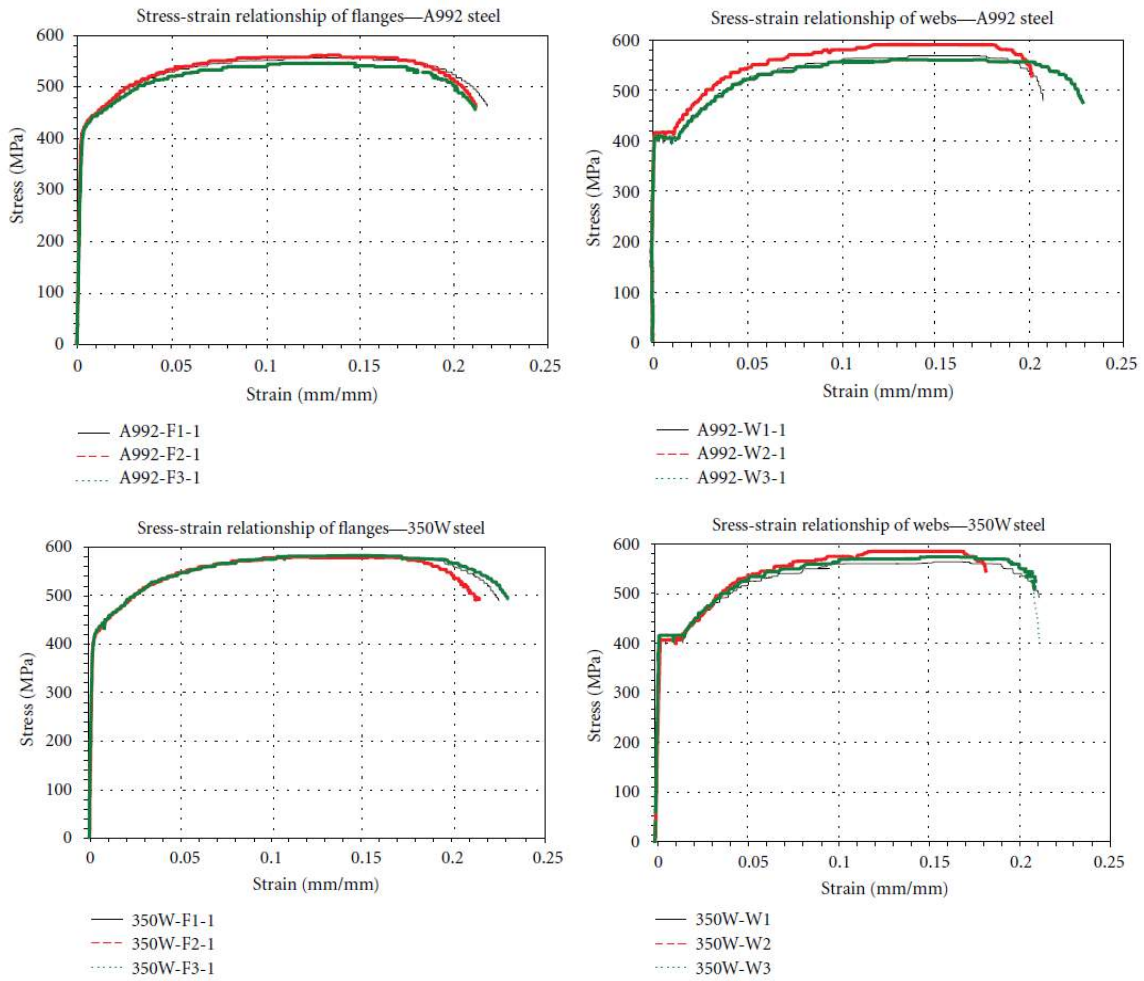 Stress-strain relationship of flanges—A992 steel
600
500
400
300
200
100
0
Stress (MPa)
0 0.05 0.1 0.15 0.2 0.25
Strain (mm/mm)
A992-F1-1
A992-F2-1
A992-F3-1
Sress-strain relationship of webs—A992 steel
600
500
400
300
200
100
0
Stress (MPa)
0 0.05 0.1 0.15 0.2 0.25
Strain (mm/mm)
A992-W1-1
A992-W2-1
A992-W3-1
Sress-strain relationship of flanges—350W steel
600
500
400
300
200
100
0
Stress (MPa)
0 0.05 0.1 0.15 0.2 0.25
Strain (mm/mm)
350W-F1-1
350W-F2-1
350W-F3-1
Sress-strain relationship of webs—350W steel
600
500
400
300
200
100
0
Stress (MPa)
0 0.05 0.1 0.15 0.2 0.25
Strain (mm/mm)
350W-W1
350W-W2
350W-W3